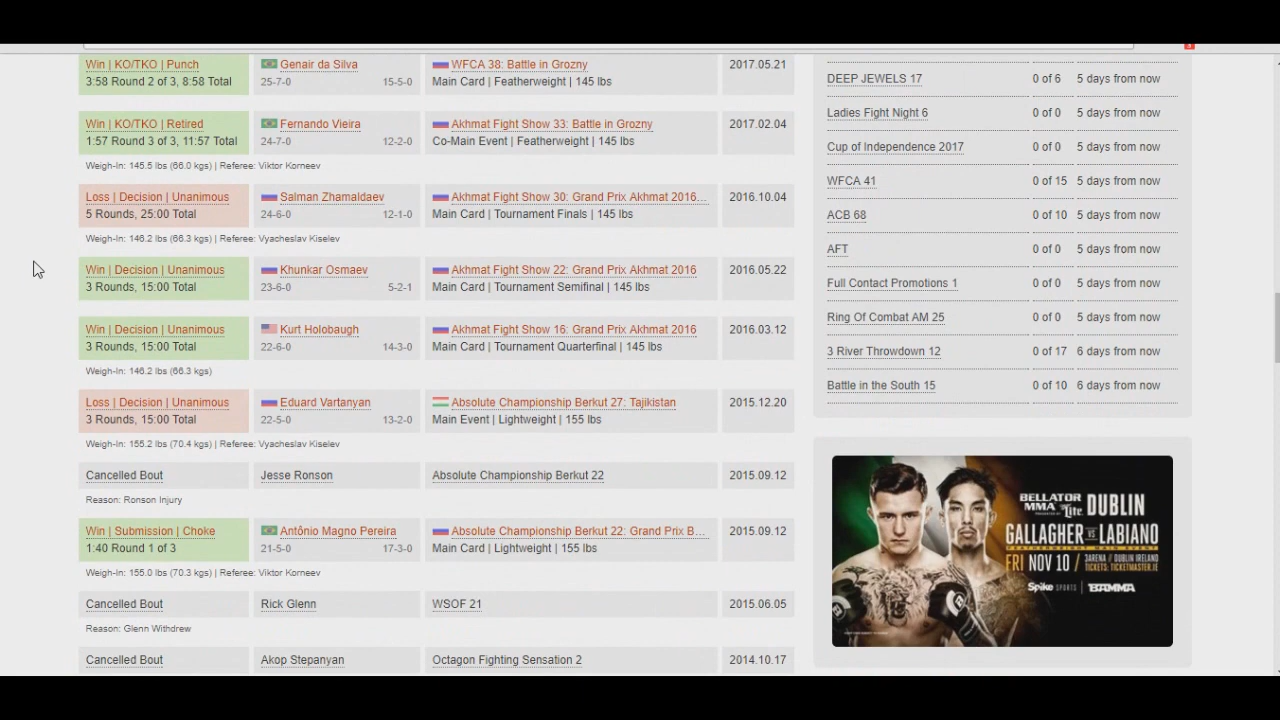 Win | KO/TKO | Punch
3:58 Round 2 of 3, 8:58 Total
Genair da Silva
25-7-0 15-5-0
WFCA 38: Battle in Grozny
Main Card | Featherweight | 145 lbs
2017.05.21
Win | KO/TKO | Retired
1:57 Round 3 of 3, 11:57 Total
Fernando Vieira
24-7-0 12-2-0
Akhmat Fight Show 33: Battle in Grozny
Co-Main Event | Featherweight | 145 lbs
2017.02.04
Weigh-In: 145.5 lbs (66.0 kgs) | Referee: Viktor Korneev
Loss | Decision | Unanimous
5 Rounds, 25:00 Total
Salman Zhamaldaev
24-6-0 12-1-0
Akhmat Fight Show 30: Grand Prix Akhmat 2016...
Main Card | Tournament Finals | 145 lbs
2016.10.04
Weigh-In: 146.2 lbs (66.3 kgs) | Referee: Vyacheslav Kiselev
Win | Decision | Unanimous
3 Rounds, 15:00 Total
Khunkar Osmaev
23-6-0 5-2-1
Akhmat Fight Show 22: Grand Prix Akhmat 2016
Main Card | Tournament Semifinal | 145 lbs
2016.05.22
Win | Decision | Unanimous
3 Rounds, 15:00 Total
Kurt Holobaugh
22-6-0 14-3-0
Akhmat Fight Show 16: Grand Prix Akhmat 2016
Main Card | Tournament Quarterfinal | 145 lbs
2016.03.12
Weigh-In: 146.2 lbs (66.3 kgs)
Loss | Decision | Unanimous
3 Rounds, 15:00 Total
Eduard Vartanyan
22-5-0 13-2-0
Absolute Championship Berkut 27: Tajikistan
Main Event | Lightweight | 155 lbs
2015.12.20
Weigh-In: 155.2 lbs (70.4 kgs) | Referee: Vyacheslav Kiselev
Cancelled Bout
Jesse Ronson
Absolute Championship Berkut 22
2015.09.12
Reason: Ronson Injury
Win | Submission | Choke
1:40 Round 1 of 3
Antônio Magno Pereira
21-5-0 17-3-0
Absolute Championship Berkut 22: Grand Prix B...
Main Card | Lightweight | 155 lbs
2015.09.12
Weigh-In: 155.0 lbs (70.3 kgs) | Referee: Viktor Korneev
Cancelled Bout
Rick Glenn
WSOF 21
2015.06.05
Reason: Glenn Withdrew
Cancelled Bout
Akop Stepanyan
Octagon Fighting Sensation 2
2014.10.17
DEEP JEWELS 17 0 of 6 5 days from now
Ladies Fight Night 6 0 of 0 5 days from now
Cup of Independence 2017 0 of 0 5 days from now
WFCA 41 0 of 15 5 days from now
ACB 68 0 of 10 5 days from now
AFT 0 of 0 5 days from now
Full Contact Promotions 1 0 of 0 5 days from now
Ring Of Combat AM 25 0 of 0 5 days from now
3 River Throwdown 12 0 of 17 6 days from now
Battle in the South 15 0 of 10 6 days from now
BELLATOR
MMA Lite DUBLIN
GALLAGHER VS LABIANO
FEATHERWEIGHT MAIN EVENT
FRI NOV 10 / 3ARENA // DUBLIN IRELAND
TICKETS: TICKETMASTER.IE
Spike SPORTS | BAMMA